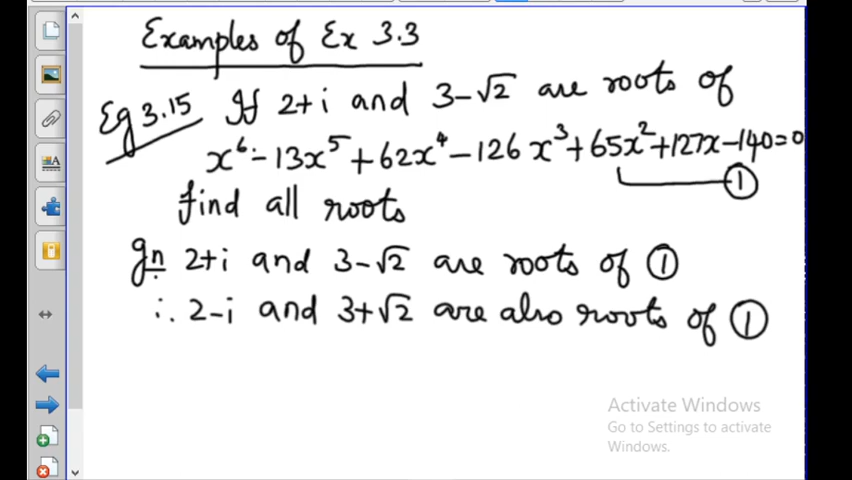 Examples of Ex 3.3
Eg 3.15 If 2+i and 3-√2 are roots of
x⁶-13x⁵+62x⁴-126x³+65x²+127x-140=0
①
find all roots
gn 2+i and 3-√2 are roots of ①
∴ 2-i and 3+√2 are also roots of ①
Activate Windows
Go to Settings to activate
Windows.